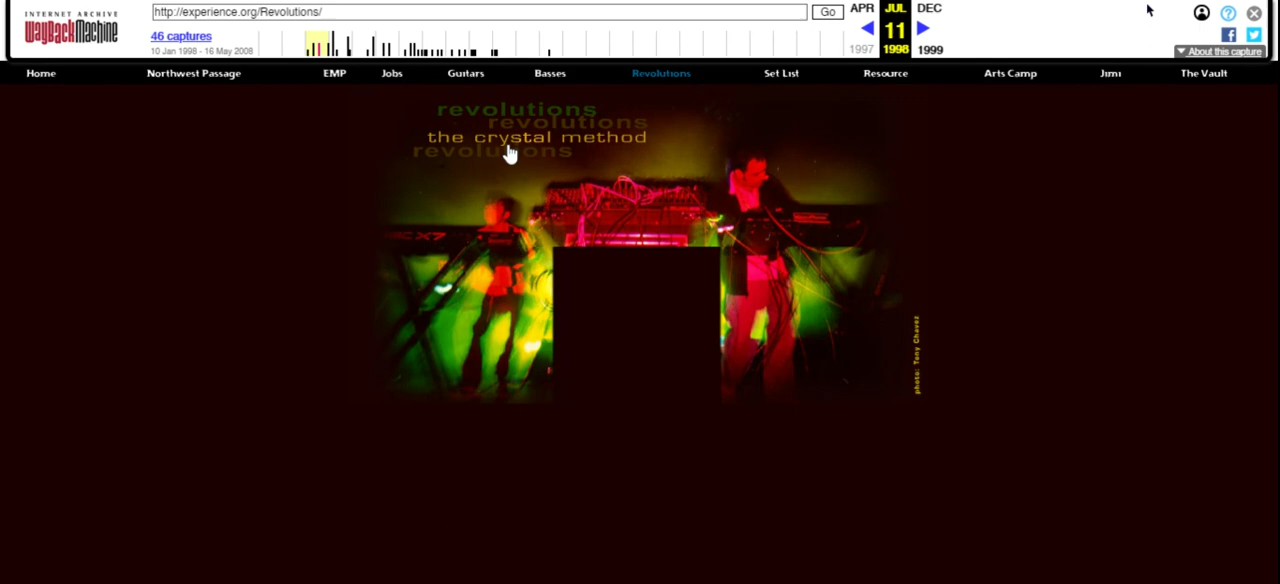 INTERNET ARCHIVE
WayBackMachine
http://experience.org/Revolutions/
Go
APR JUL DEC
46 captures
11
10 Jan 1998 - 16 May 2008
1997 1998 1999
About this capture
Home Northwest Passage EMP Jobs Guitars Basses Revolutions Set List Resource Arts Camp Jimi The Vault
revolutions
revolutions
the crystal method
revolutions
X7
photo: Tony Chavez